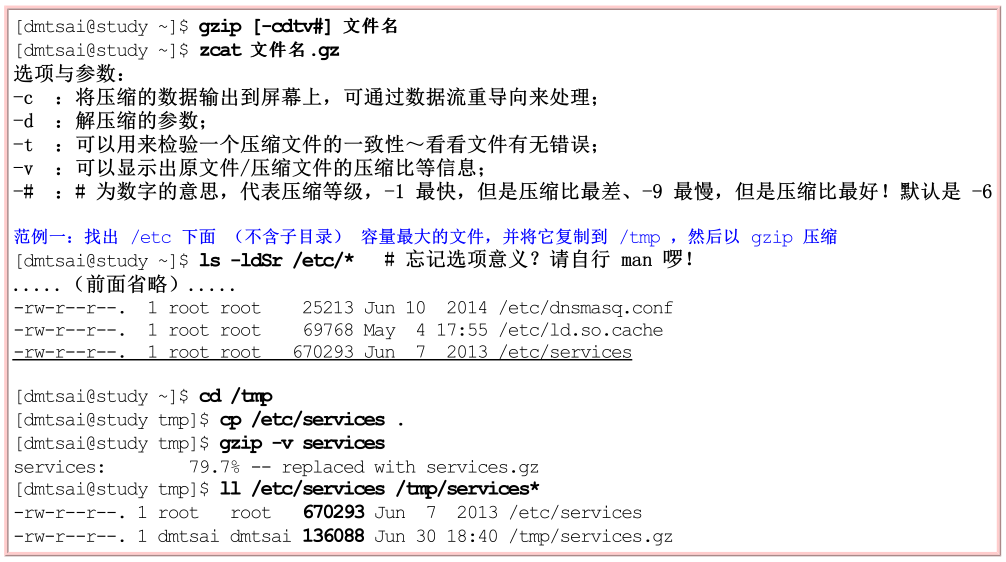 [dmtsai@study ~]$ gzip [-cdtv#] 文件名
[dmtsai@study ~]$ zcat 文件名.gz
选项与参数：
-c  ：将压缩的数据输出到屏幕上，可通过数据流重导向来处理；
-d  ：解压缩的参数；
-t  ：可以用来检验一个压缩文件的一致性～看看文件有无错误；
-v  ：可以显示出原文件/压缩文件的压缩比等信息；
-#  ：# 为数字的意思，代表压缩等级，-1 最快，但是压缩比最差、-9 最慢，但是压缩比最好！默认是 -6
范例一：找出 /etc 下面 （不含子目录） 容量最大的文件，并将它复制到 /tmp ，然后以 gzip 压缩
[dmtsai@study ~]$ ls -ldSr /etc/*   # 忘记选项意义？请自行 man 啰！
.....（前面省略）.....
-rw-r--r--.  1 root root    25213 Jun 10  2014 /etc/dnsmasq.conf
-rw-r--r--.  1 root root    69768 May  4 17:55 /etc/ld.so.cache
-rw-r--r--.  1 root root   670293 Jun  7  2013 /etc/services
[dmtsai@study ~]$ cd /tmp
[dmtsai@study tmp]$ cp /etc/services .
[dmtsai@study tmp]$ gzip -v services
services:        79.7% -- replaced with services.gz
[dmtsai@study tmp]$ ll /etc/services /tmp/services*
-rw-r--r--. 1 root   root   670293 Jun  7  2013 /etc/services
-rw-r--r--. 1 dmtsai dmtsai 136088 Jun 30 18:40 /tmp/services.gz